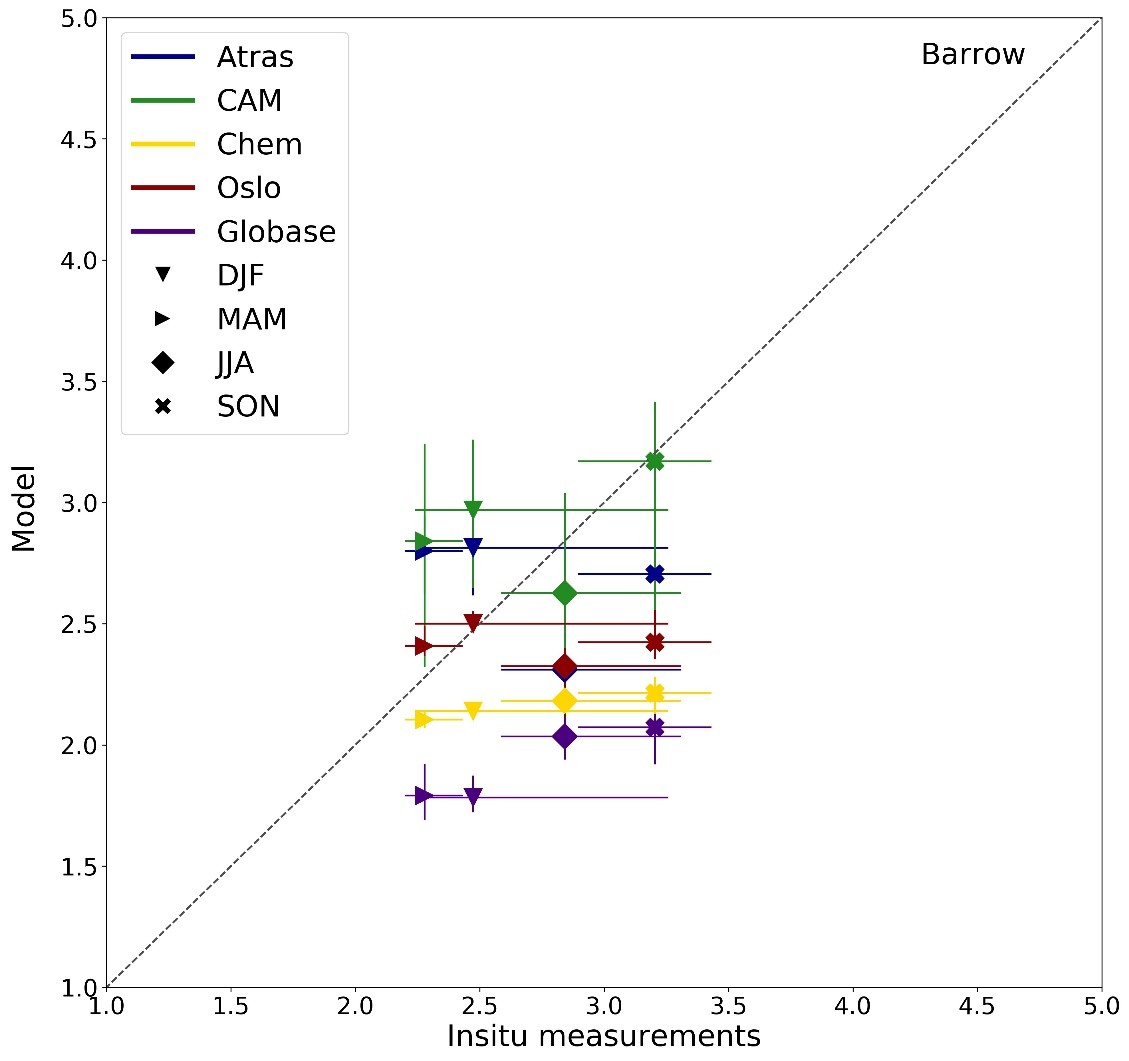 Barrow
Atras
CAM
Chem
Oslo
Globase
DJF
MAM
JJA
SON
Model
5.0
4.5
4.0
3.5
3.0
2.5
2.0
1.5
1.0
1.0 1.5 2.0 2.5 3.0 3.5 4.0 4.5 5.0
Insitu measurements